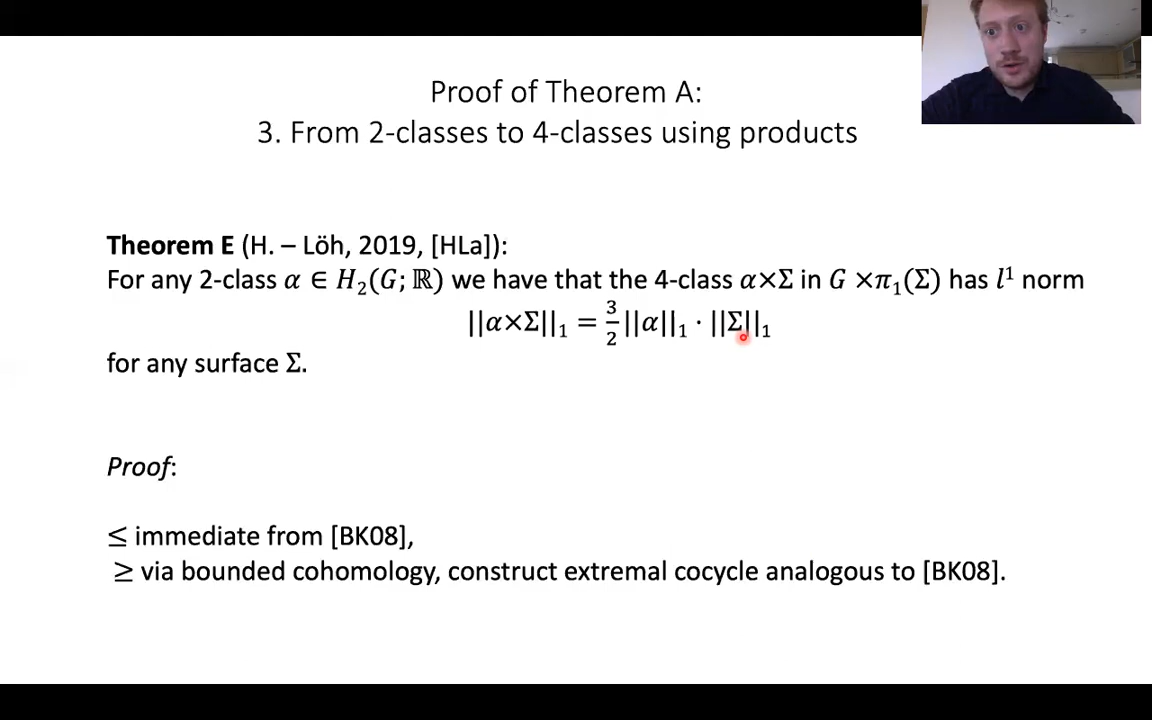 Proof of Theorem A:
3. From 2-classes to 4-classes using products
Theorem E (H. – Löh, 2019, [HLa]):
For any 2-class α ∈ H₂(G; ℝ) we have that the 4-class α×Σ in G ×π₁(Σ) has l¹ norm
||α×Σ||₁ = 3/2 ||α||₁ · ||Σ||₁
for any surface Σ.
Proof:
≤ immediate from [BK08],
≥ via bounded cohomology, construct extremal cocycle analogous to [BK08].